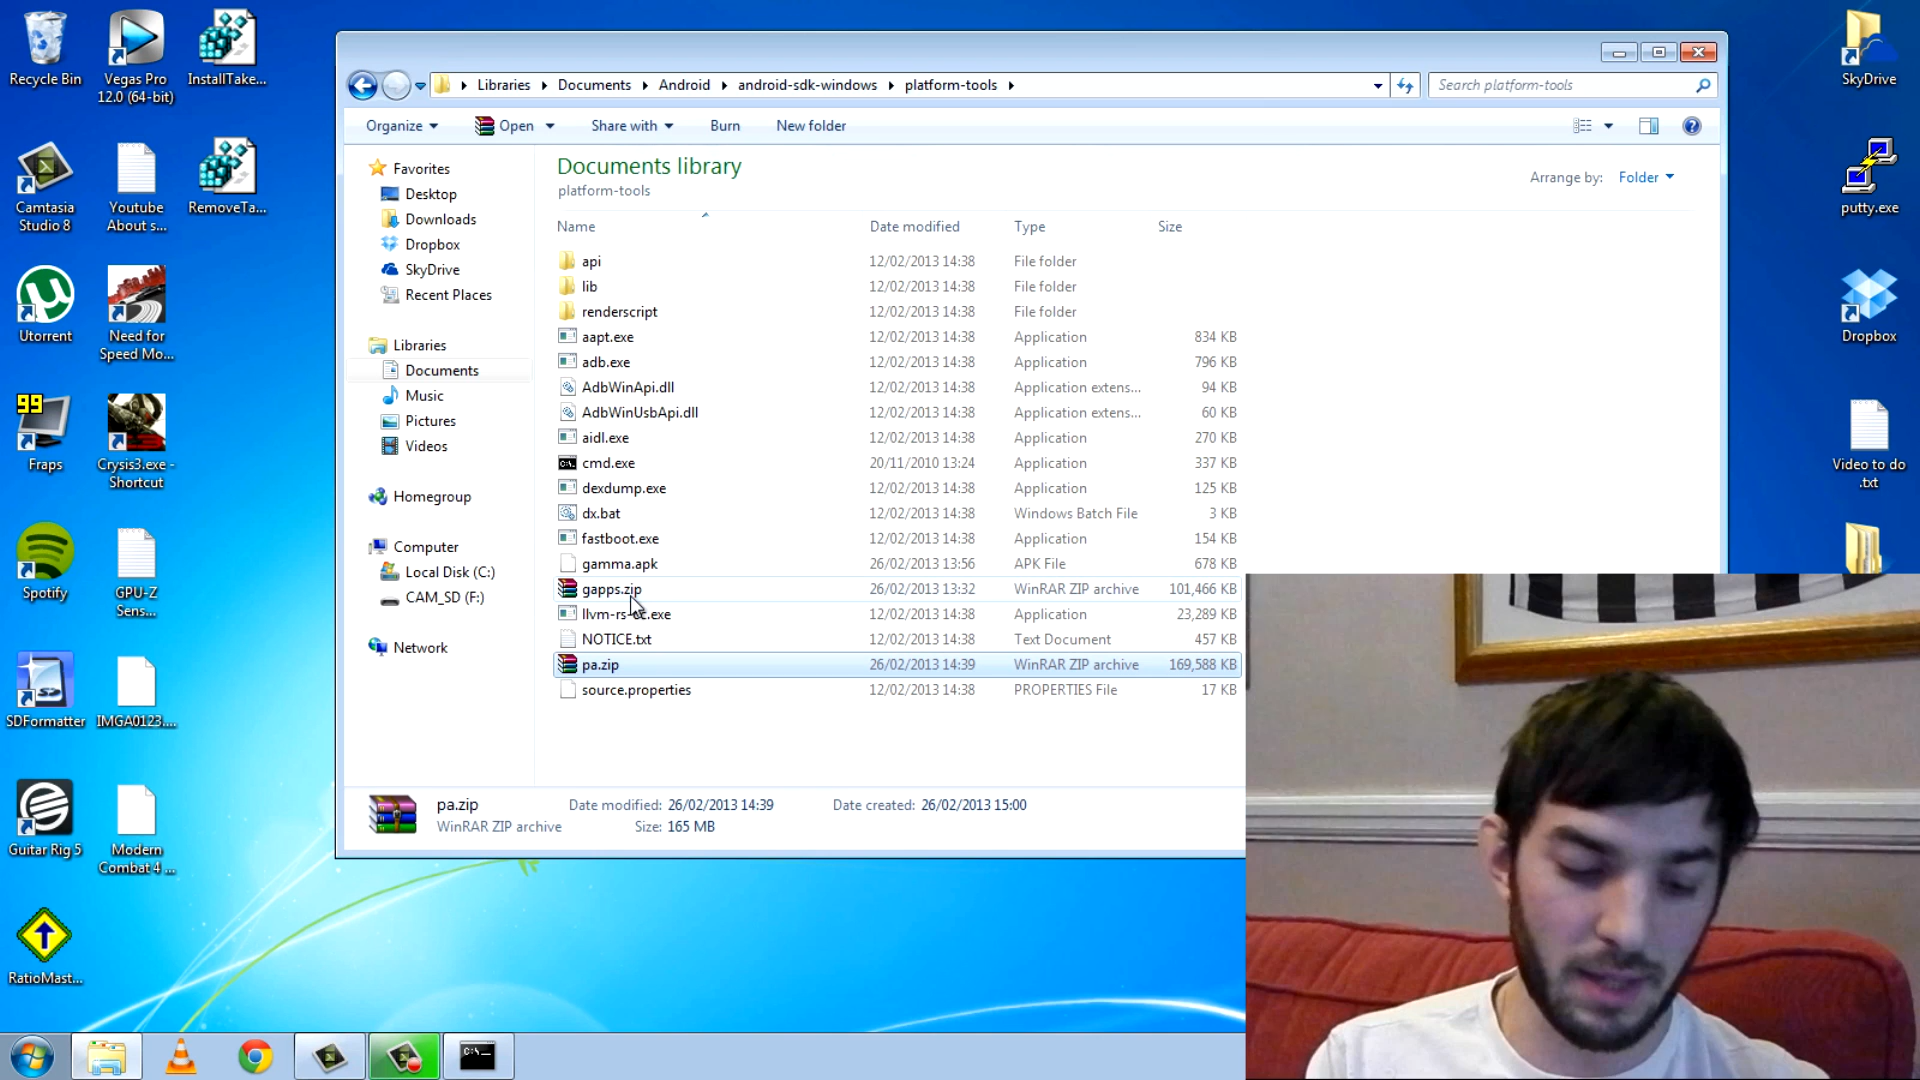 Recycle Bin
Vegas Pro
12.0 (64-bit)
InstallTake...
Camtasia
Studio 8
Youtube
About s...
RemoveTa...
Utorrent
Need for
Speed Mo...
99
Fraps
Crysis3.exe -
Shortcut
Spotify
GPU-Z
Sens...
SDFormatter
IMGA0123....
Guitar Rig 5
Modern
Combat 4 ...
RatioMast...
Libraries
Documents
Android
android-sdk-windows
platform-tools
Search platform-tools
Organize
Open
Share with
Burn
New folder
Favorites
Desktop
Downloads
Dropbox
SkyDrive
Recent Places
Libraries
Documents
Music
Pictures
Videos
Homegroup
Computer
Local Disk (C:)
CAM_SD (F:)
Network
Documents library
platform-tools
Arrange by: Folder
Name Date modified Type Size
api 12/02/2013 14:38 File folder
lib 12/02/2013 14:38 File folder
renderscript 12/02/2013 14:38 File folder
aapt.exe 12/02/2013 14:38 Application 834 KB
adb.exe 12/02/2013 14:38 Application 796 KB
AdbWinApi.dll 12/02/2013 14:38 Application extens... 94 KB
AdbWinUsbApi.dll 12/02/2013 14:38 Application extens... 60 KB
aidl.exe 12/02/2013 14:38 Application 270 KB
cmd.exe 20/11/2010 13:24 Application 337 KB
dexdump.exe 12/02/2013 14:38 Application 125 KB
dx.bat 12/02/2013 14:38 Windows Batch File 3 KB
fastboot.exe 12/02/2013 14:38 Application 154 KB
gamma.apk 26/02/2013 13:56 APK File 678 KB
gapps.zip 26/02/2013 13:32 WinRAR ZIP archive 101,466 KB
llvm-rs-cc.exe 12/02/2013 14:38 Application 23,289 KB
NOTICE.txt 12/02/2013 14:38 Text Document 457 KB
pa.zip 26/02/2013 14:39 WinRAR ZIP archive 169,588 KB
source.properties 12/02/2013 14:38 PROPERTIES File 17 KB
pa.zip Date modified: 26/02/2013 14:39 Date created: 26/02/2013 15:00
WinRAR ZIP archive Size: 165 MB
SkyDrive
putty.exe
Dropbox
Video to do
.txt